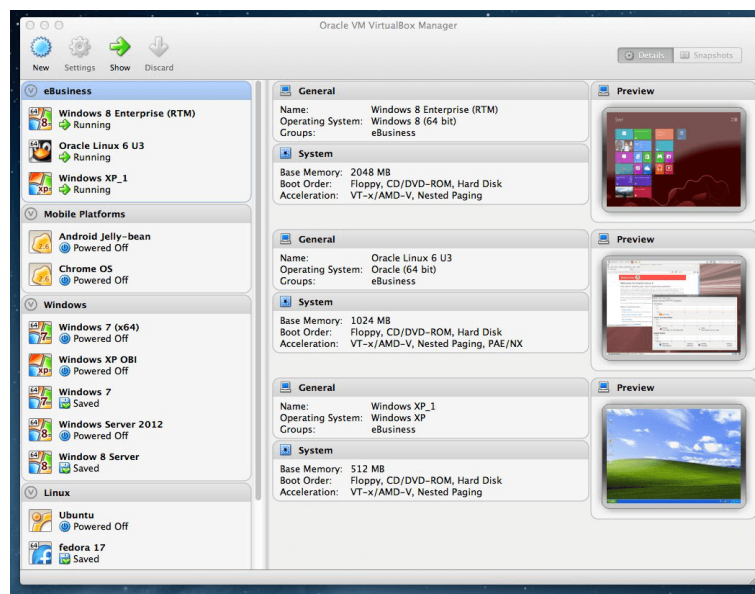 Oracle VM VirtualBox Manager
New Settings Show Discard
Details Snapshots
eBusiness
Windows 8 Enterprise (RTM)
Running
Oracle Linux 6 U3
Running
Windows XP_1
Running
Mobile Platforms
Android Jelly-bean
Powered Off
Chrome OS
Powered Off
Windows
Windows 7 (x64)
Powered Off
Windows XP OBI
Powered Off
Windows 7
Saved
Windows Server 2012
Powered Off
Window 8 Server
Saved
Linux
Ubuntu
Powered Off
fedora 17
Saved
General
Name: Windows 8 Enterprise (RTM)
Operating System: Windows 8 (64 bit)
Groups: eBusiness
System
Base Memory: 2048 MB
Boot Order: Floppy, CD/DVD-ROM, Hard Disk
Acceleration: VT-x/AMD-V, Nested Paging
Preview
General
Name: Oracle Linux 6 U3
Operating System: Oracle (64 bit)
Groups: eBusiness
System
Base Memory: 1024 MB
Boot Order: Floppy, CD/DVD-ROM, Hard Disk
Acceleration: VT-x/AMD-V, Nested Paging, PAE/NX
Preview
General
Name: Windows XP_1
Operating System: Windows XP
Groups: eBusiness
System
Base Memory: 512 MB
Boot Order: Floppy, CD/DVD-ROM, Hard Disk
Acceleration: VT-x/AMD-V, Nested Paging
Preview